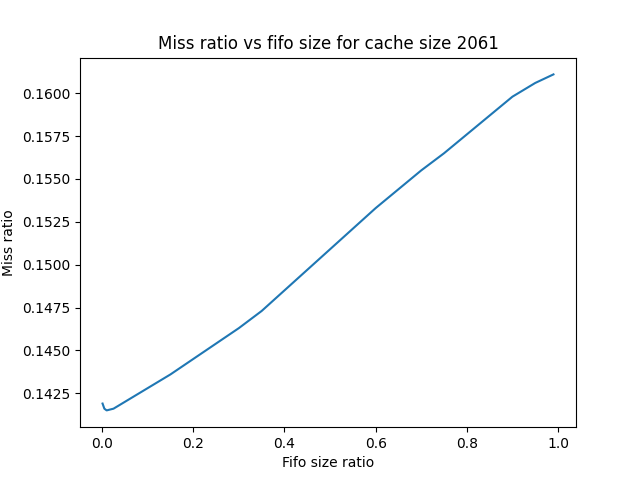 Miss ratio vs fifo size for cache size 2061
0.1600
0.1575
0.1550
0.1525
0.1500
0.1475
0.1450
0.1425
Miss ratio
0.0 0.2 0.4 0.6 0.8 1.0
Fifo size ratio